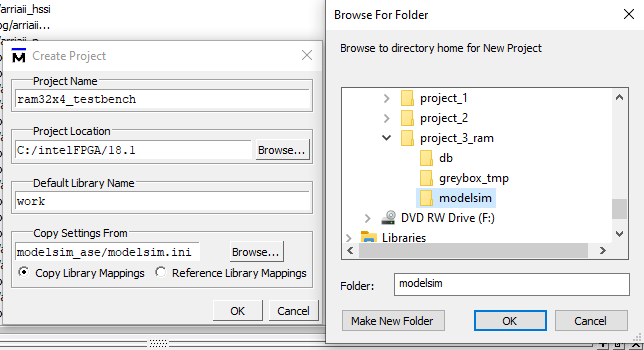 /arriaii_hssi
og/arriaii...
Create Project
Project Name
ram32x4_testbench
Project Location
C:/intelFPGA/18.1
Browse...
Default Library Name
work
Copy Settings From
modelsim_ase/modelsim.ini
Browse...
Copy Library Mappings
Reference Library Mappings
OK
Cancel
Browse For Folder
Browse to directory home for New Project
project_1
project_2
project_3_ram
db
greybox_tmp
modelsim
DVD RW Drive (F:)
Libraries
Folder:
modelsim
Make New Folder
OK
Cancel